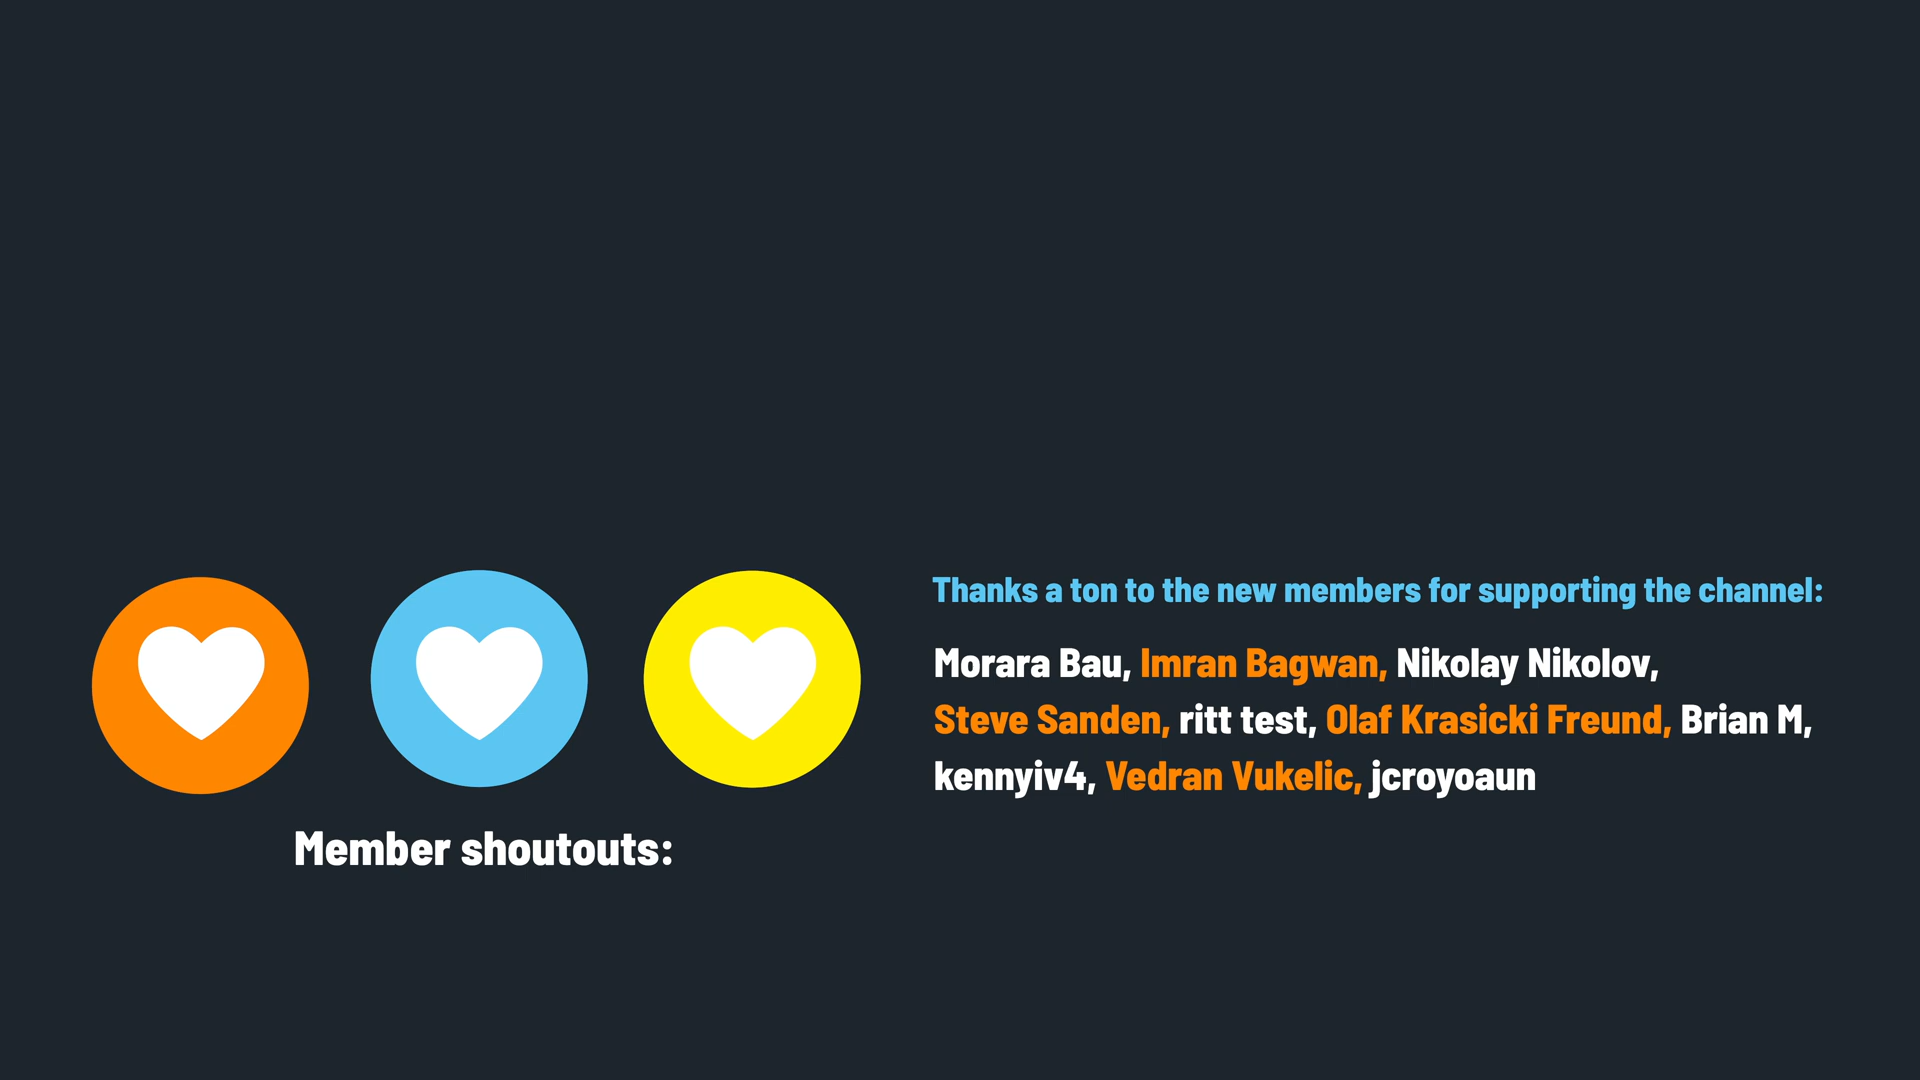 Member shoutouts:
Thanks a ton to the new members for supporting the channel:
Morara Bau, Imran Bagwan, Nikolay Nikolov,
Steve Sanden, ritt test, Olaf Krasicki Freund, Brian M,
kennyiv4, Vedran Vukelic, jcroyoaun